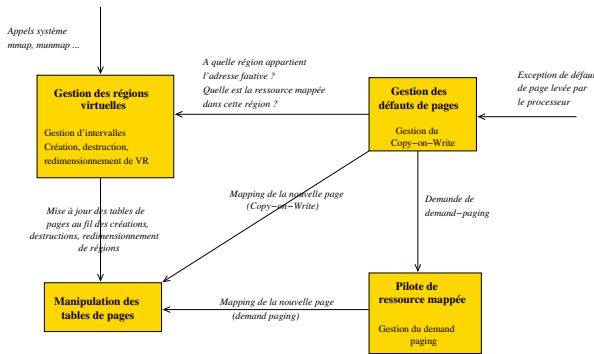 Appels système
mmap, munmap ...
Gestion des régions
virtuelles
Gestion d'intervalles
Création, destruction,
redimensionnement de VR
A quelle région appartient
l'adresse fautive ?
Quelle est la ressource mappée
dans cette région ?
Gestion des
défauts de pages
Gestion du
Copy−on−Write
Exception de défaut
de page levée par
le processeur
Mapping de la nouvelle page
(Copy−on−Write)
Demande de
demand−paging
Mise à jour des tables de
pages au fil des créations,
destructions, redimensionnement
de régions
Manipulation des
tables de pages
Mapping de la nouvelle page
(demand paging)
Pilote de
ressource mappée
Gestion du demand
paging